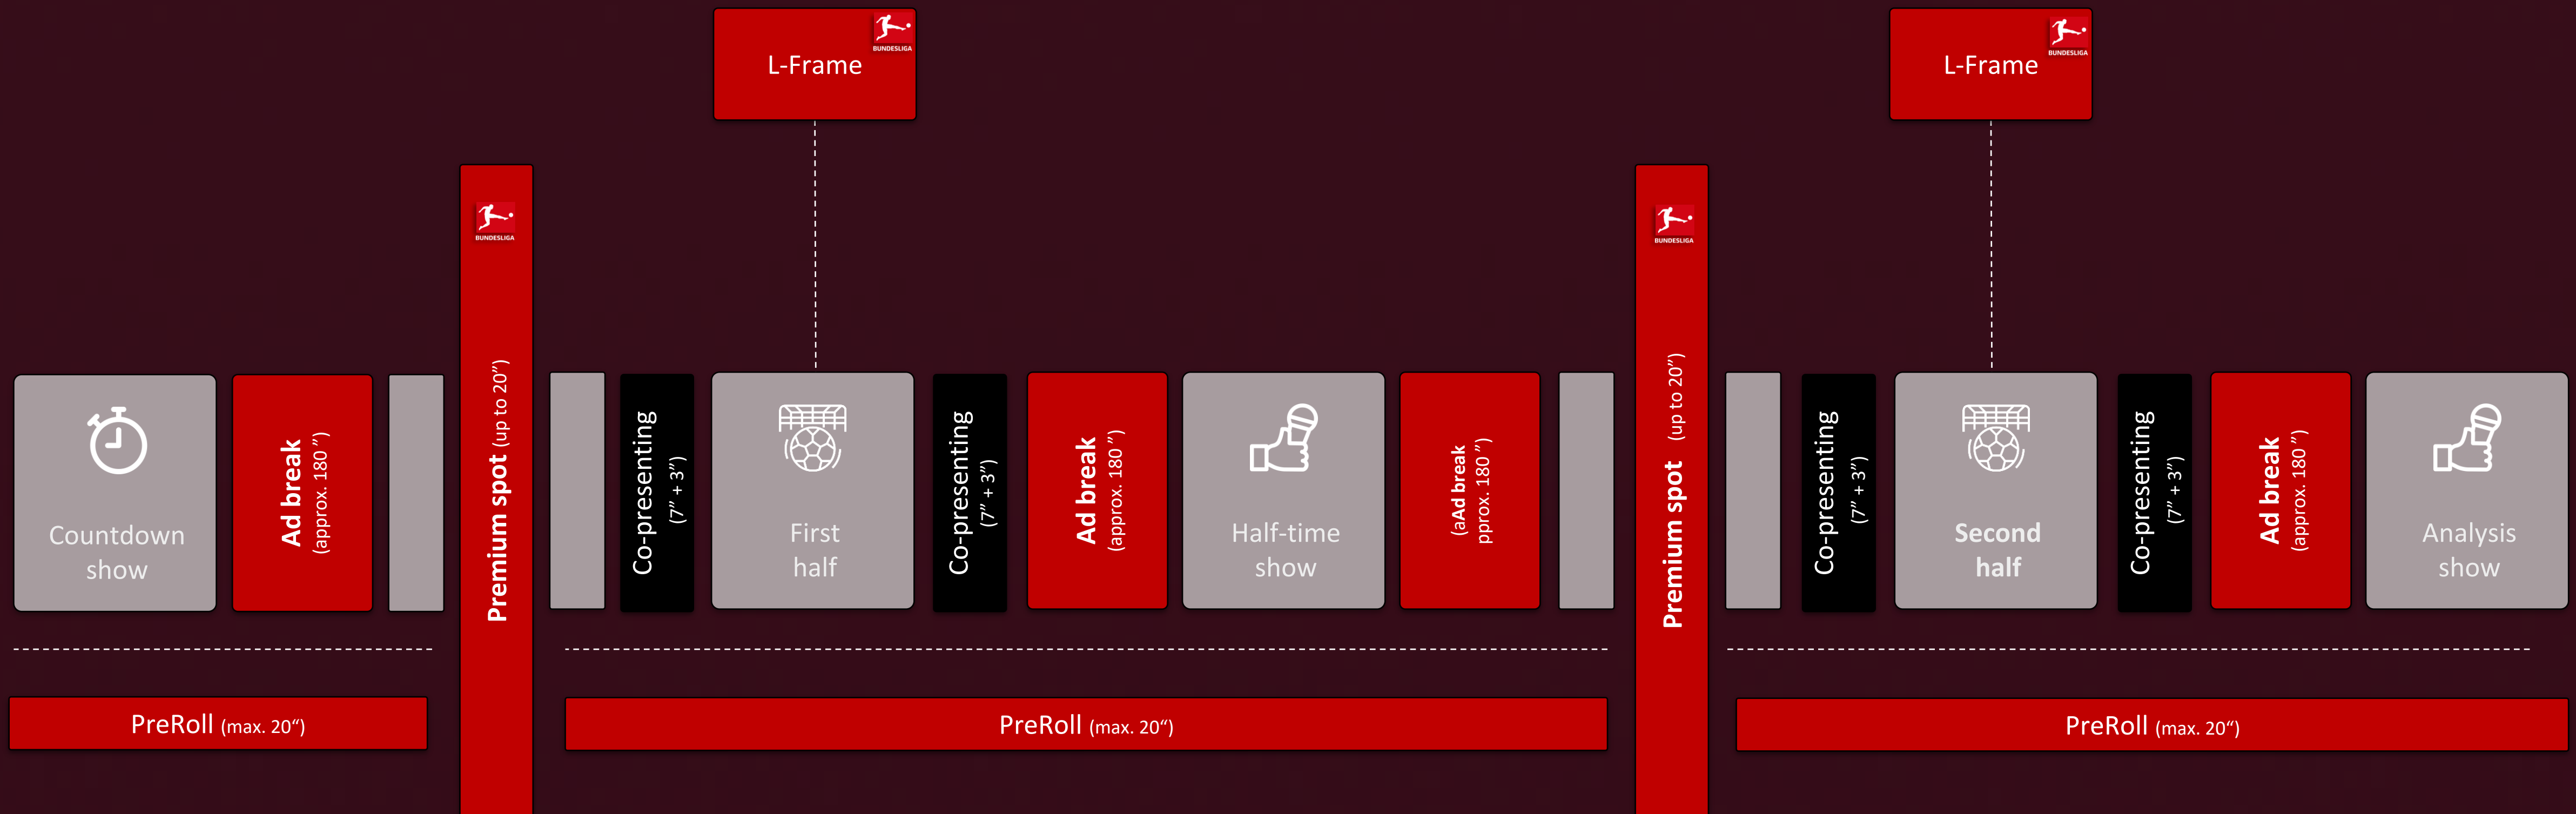 L-Frame
BUNDESLIGA
L-Frame
BUNDESLIGA
Countdown
show
Ad break
(approx. 180 ”)
BUNDESLIGA
Premium spot (up to 20”)
Co-presenting
(7” + 3”)
First
half
Co-presenting
(7” + 3”)
Ad break
(approx. 180 ”)
Half-time
show
(aAd break
pprox. 180 ”)
BUNDESLIGA
Premium spot (up to 20”)
Co-presenting
(7” + 3”)
Second
half
Co-presenting
(7” + 3”)
Ad break
(approx. 180 ”)
Analysis
show
PreRoll (max. 20“)
PreRoll (max. 20“)
PreRoll (max. 20“)